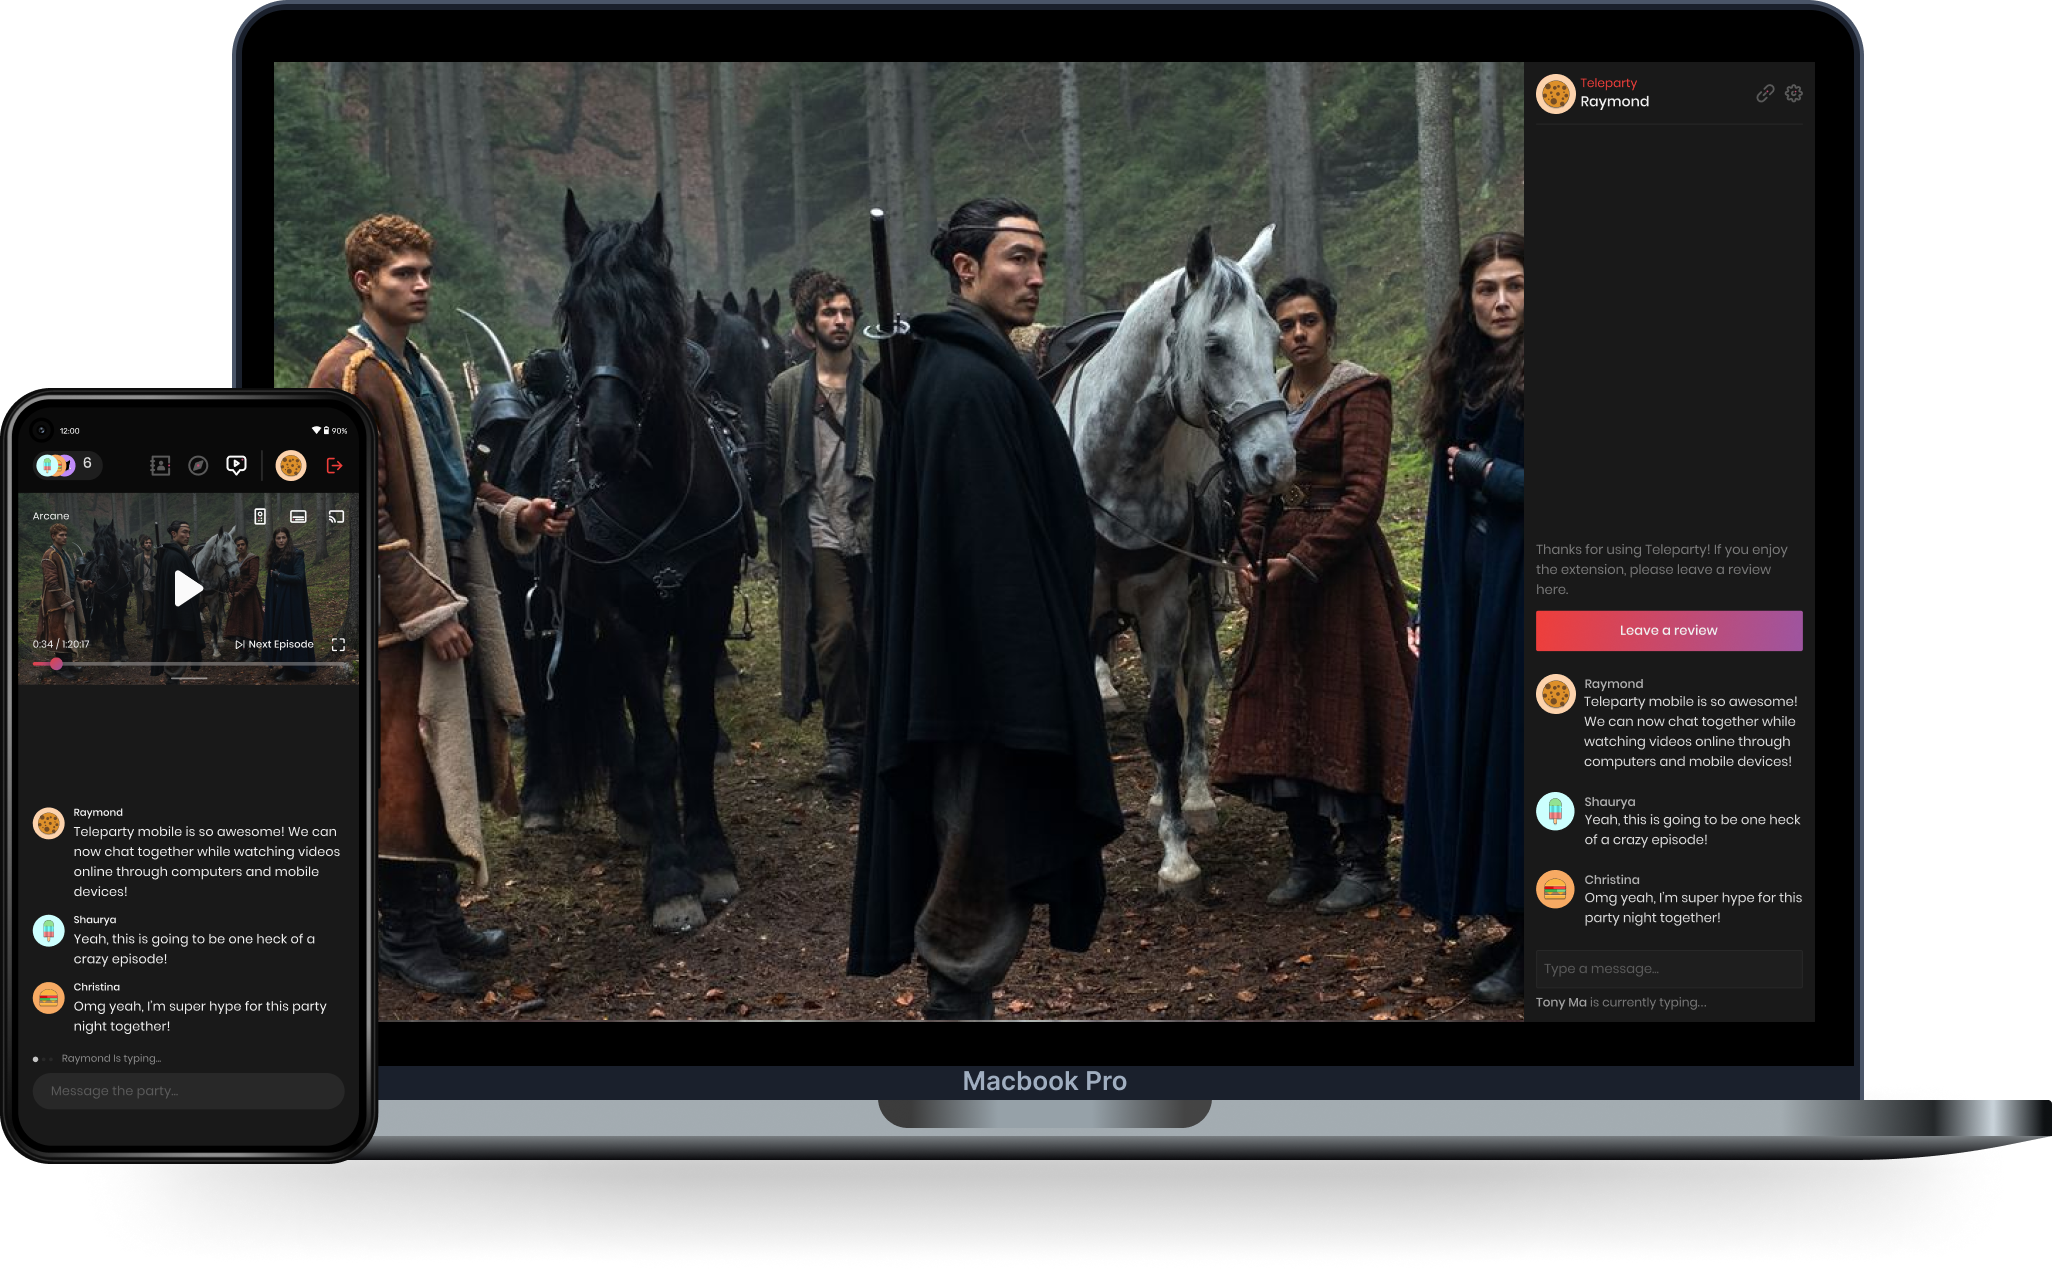 Teleparty
Raymond
Thanks for using Teleparty! If you enjoy
the extension, please leave a review
here.
Leave a review
Raymond
Teleparty mobile is so awesome!
We can now chat together while
watching videos online through
computers and mobile devices!
Shaurya
Yeah, this is going to be one heck
of a crazy episode!
Christina
Omg yeah, I'm super hype for this
party night together!
Type a message...
Tony Ma is currently typing...
Macbook Pro
12:00
90%
6
Arcane
0:34 / 1:20:17
Next Episode
Raymond
Teleparty mobile is so awesome! We can
now chat together while watching videos
online through computers and mobile
devices!
Shaurya
Yeah, this is going to be one heck of a
crazy episode!
Christina
Omg yeah, I'm super hype for this party
night together!
Raymond is typing...
Message the party...